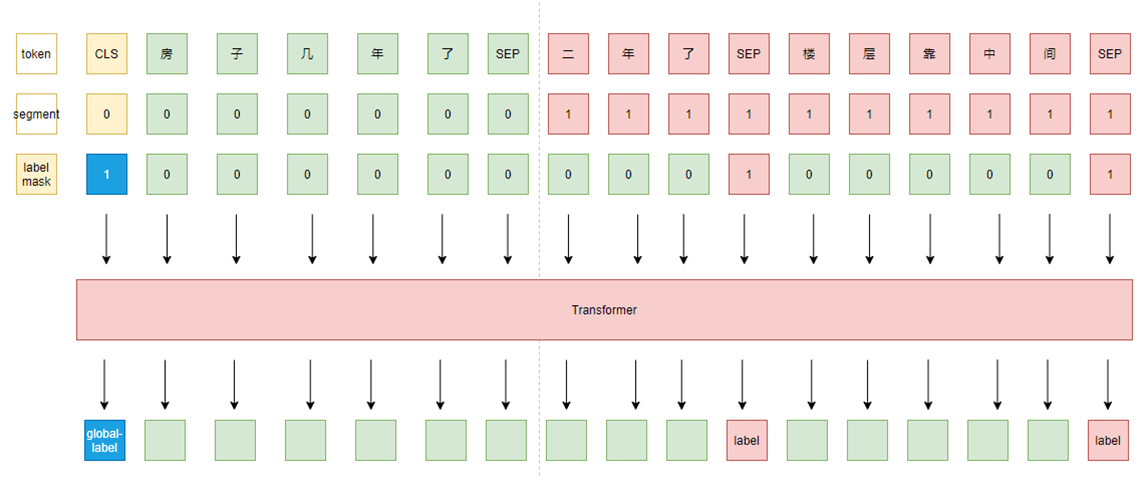 token CLS 房 子 几 年 了 SEP 二 年 了 SEP 楼 层 靠 中 间 SEP
segment 0 0 0 0 0 0 0 1 1 1 1 1 1 1 1 1 1
label
mask 1 0 0 0 0 0 0 0 0 0 1 0 0 0 0 0 1
Transformer
global-
label label label